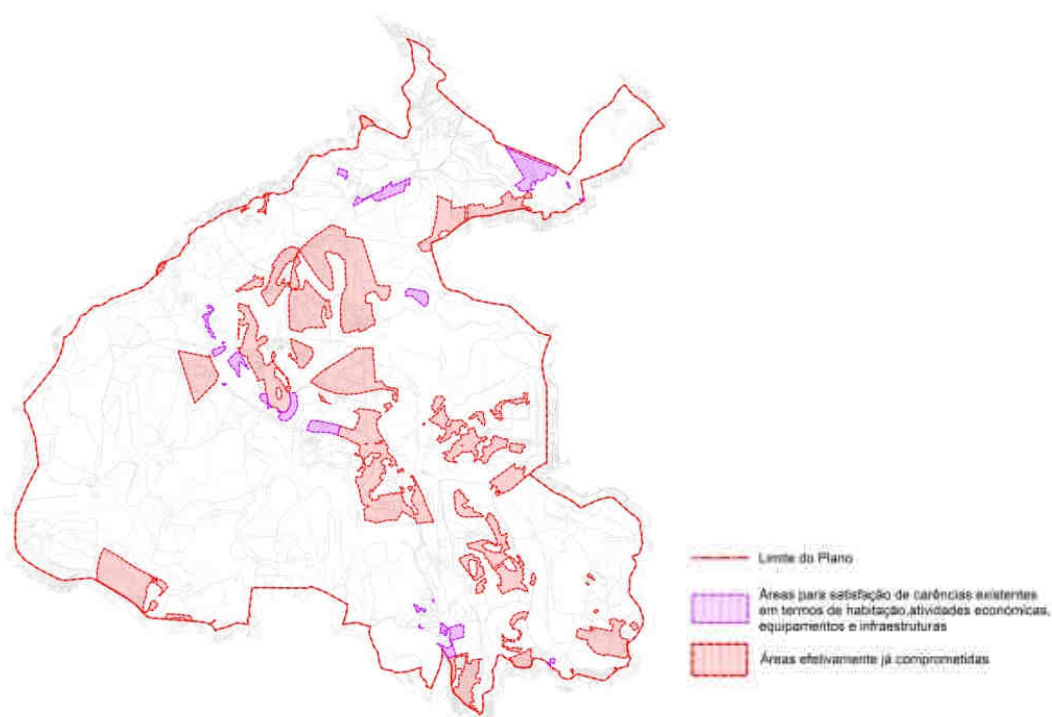 Limite do Plano
Áreas para satisfação de carências existentes
em termos de habitação,atividades económicas,
equipamentos e infraestruturas
Áreas efetivamente já comprometidas